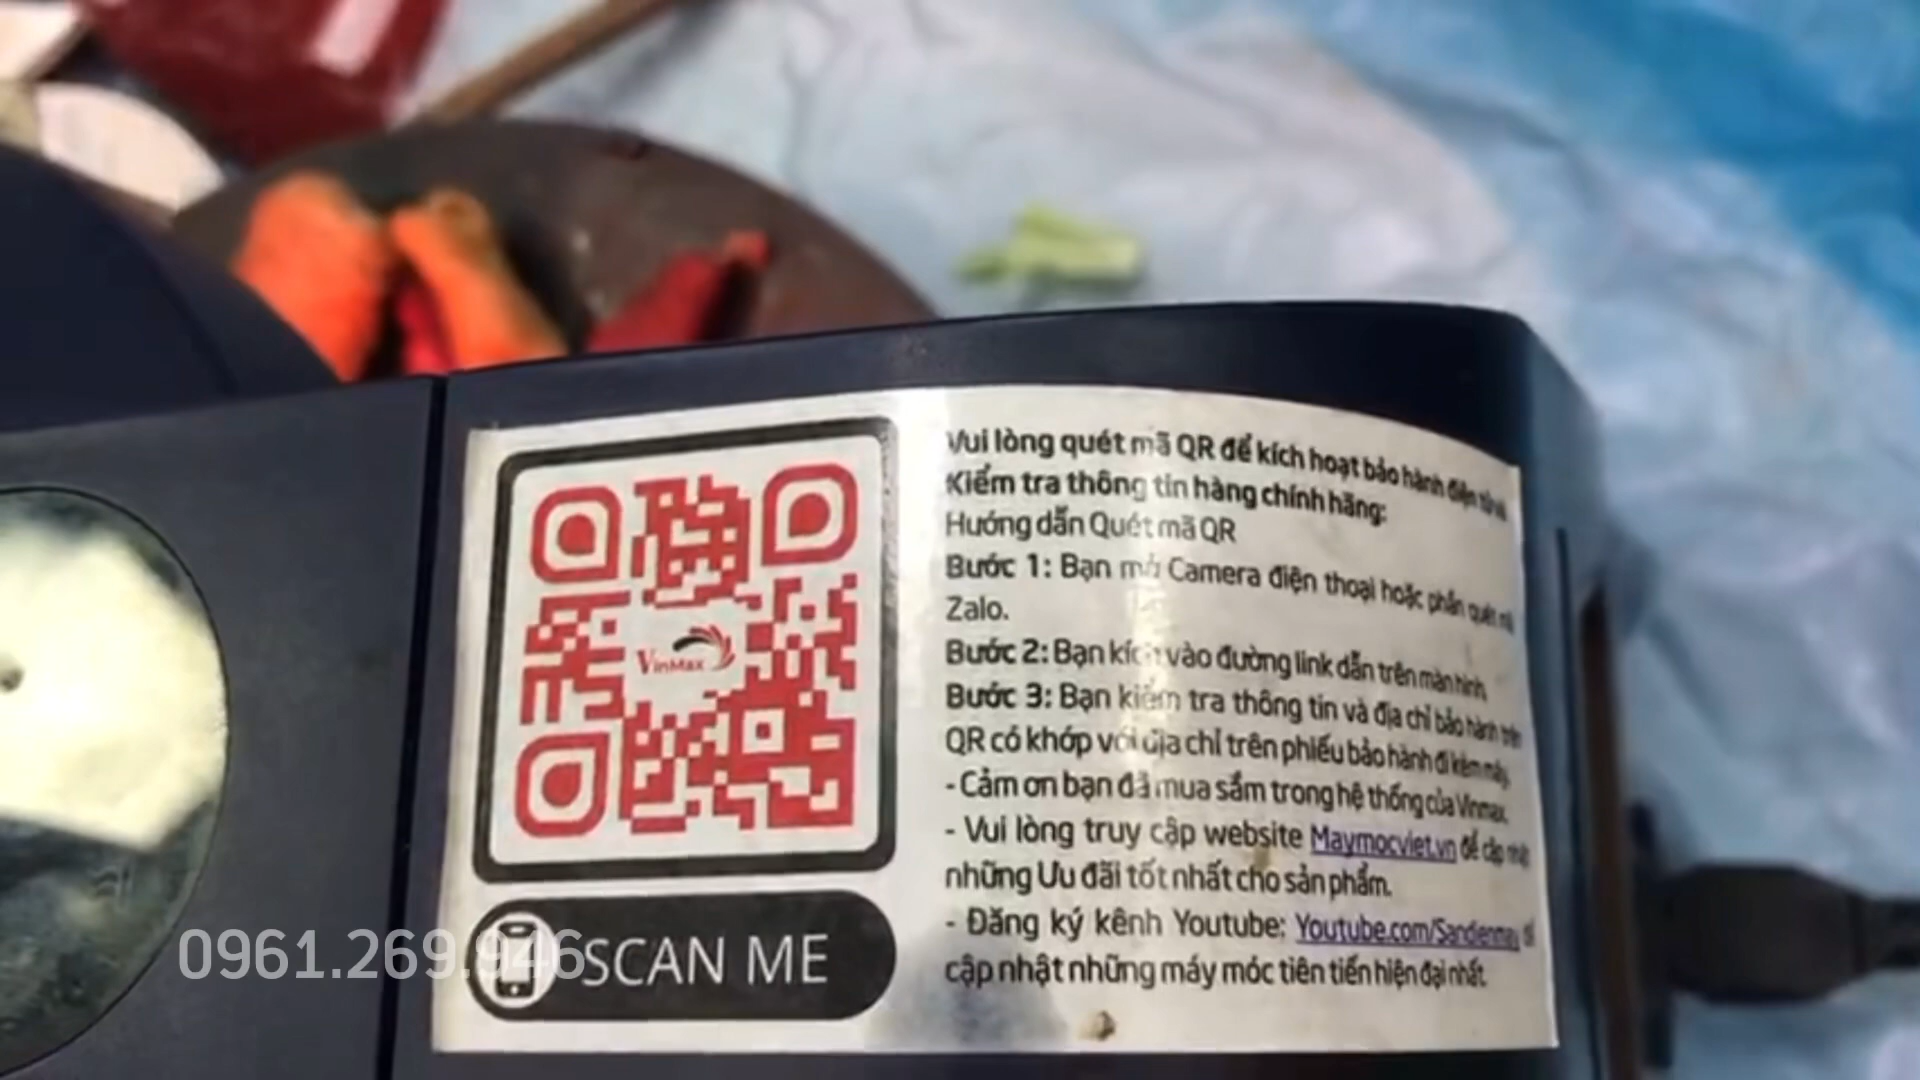 VinMax
SCAN ME
0961.269.946
Vui lòng quét mã QR để kích hoạt bảo hành điện tử và
Kiểm tra thông tin hàng chính hãng:
Hướng dẫn Quét mã QR
Bước 1: Bạn mở Camera điện thoại hoặc phần quét mã
Zalo.
Bước 2: Bạn kích vào đường link dẫn trên màn hình
Bước 3: Bạn kiểm tra thông tin và địa chỉ bảo hành trên
QR có khớp với địa chỉ trên phiếu bảo hành đi kèm máy.
- Cảm ơn bạn đã mua sắm trong hệ thống của Vinmax.
- Vui lòng truy cập website Maymocviet.vn để cập nhật
những Ưu đãi tốt nhất cho sản phẩm.
- Đăng ký kênh Youtube: Youtube.com/Sandenmay để
cập nhật những máy móc tiên tiến hiện đại nhất.